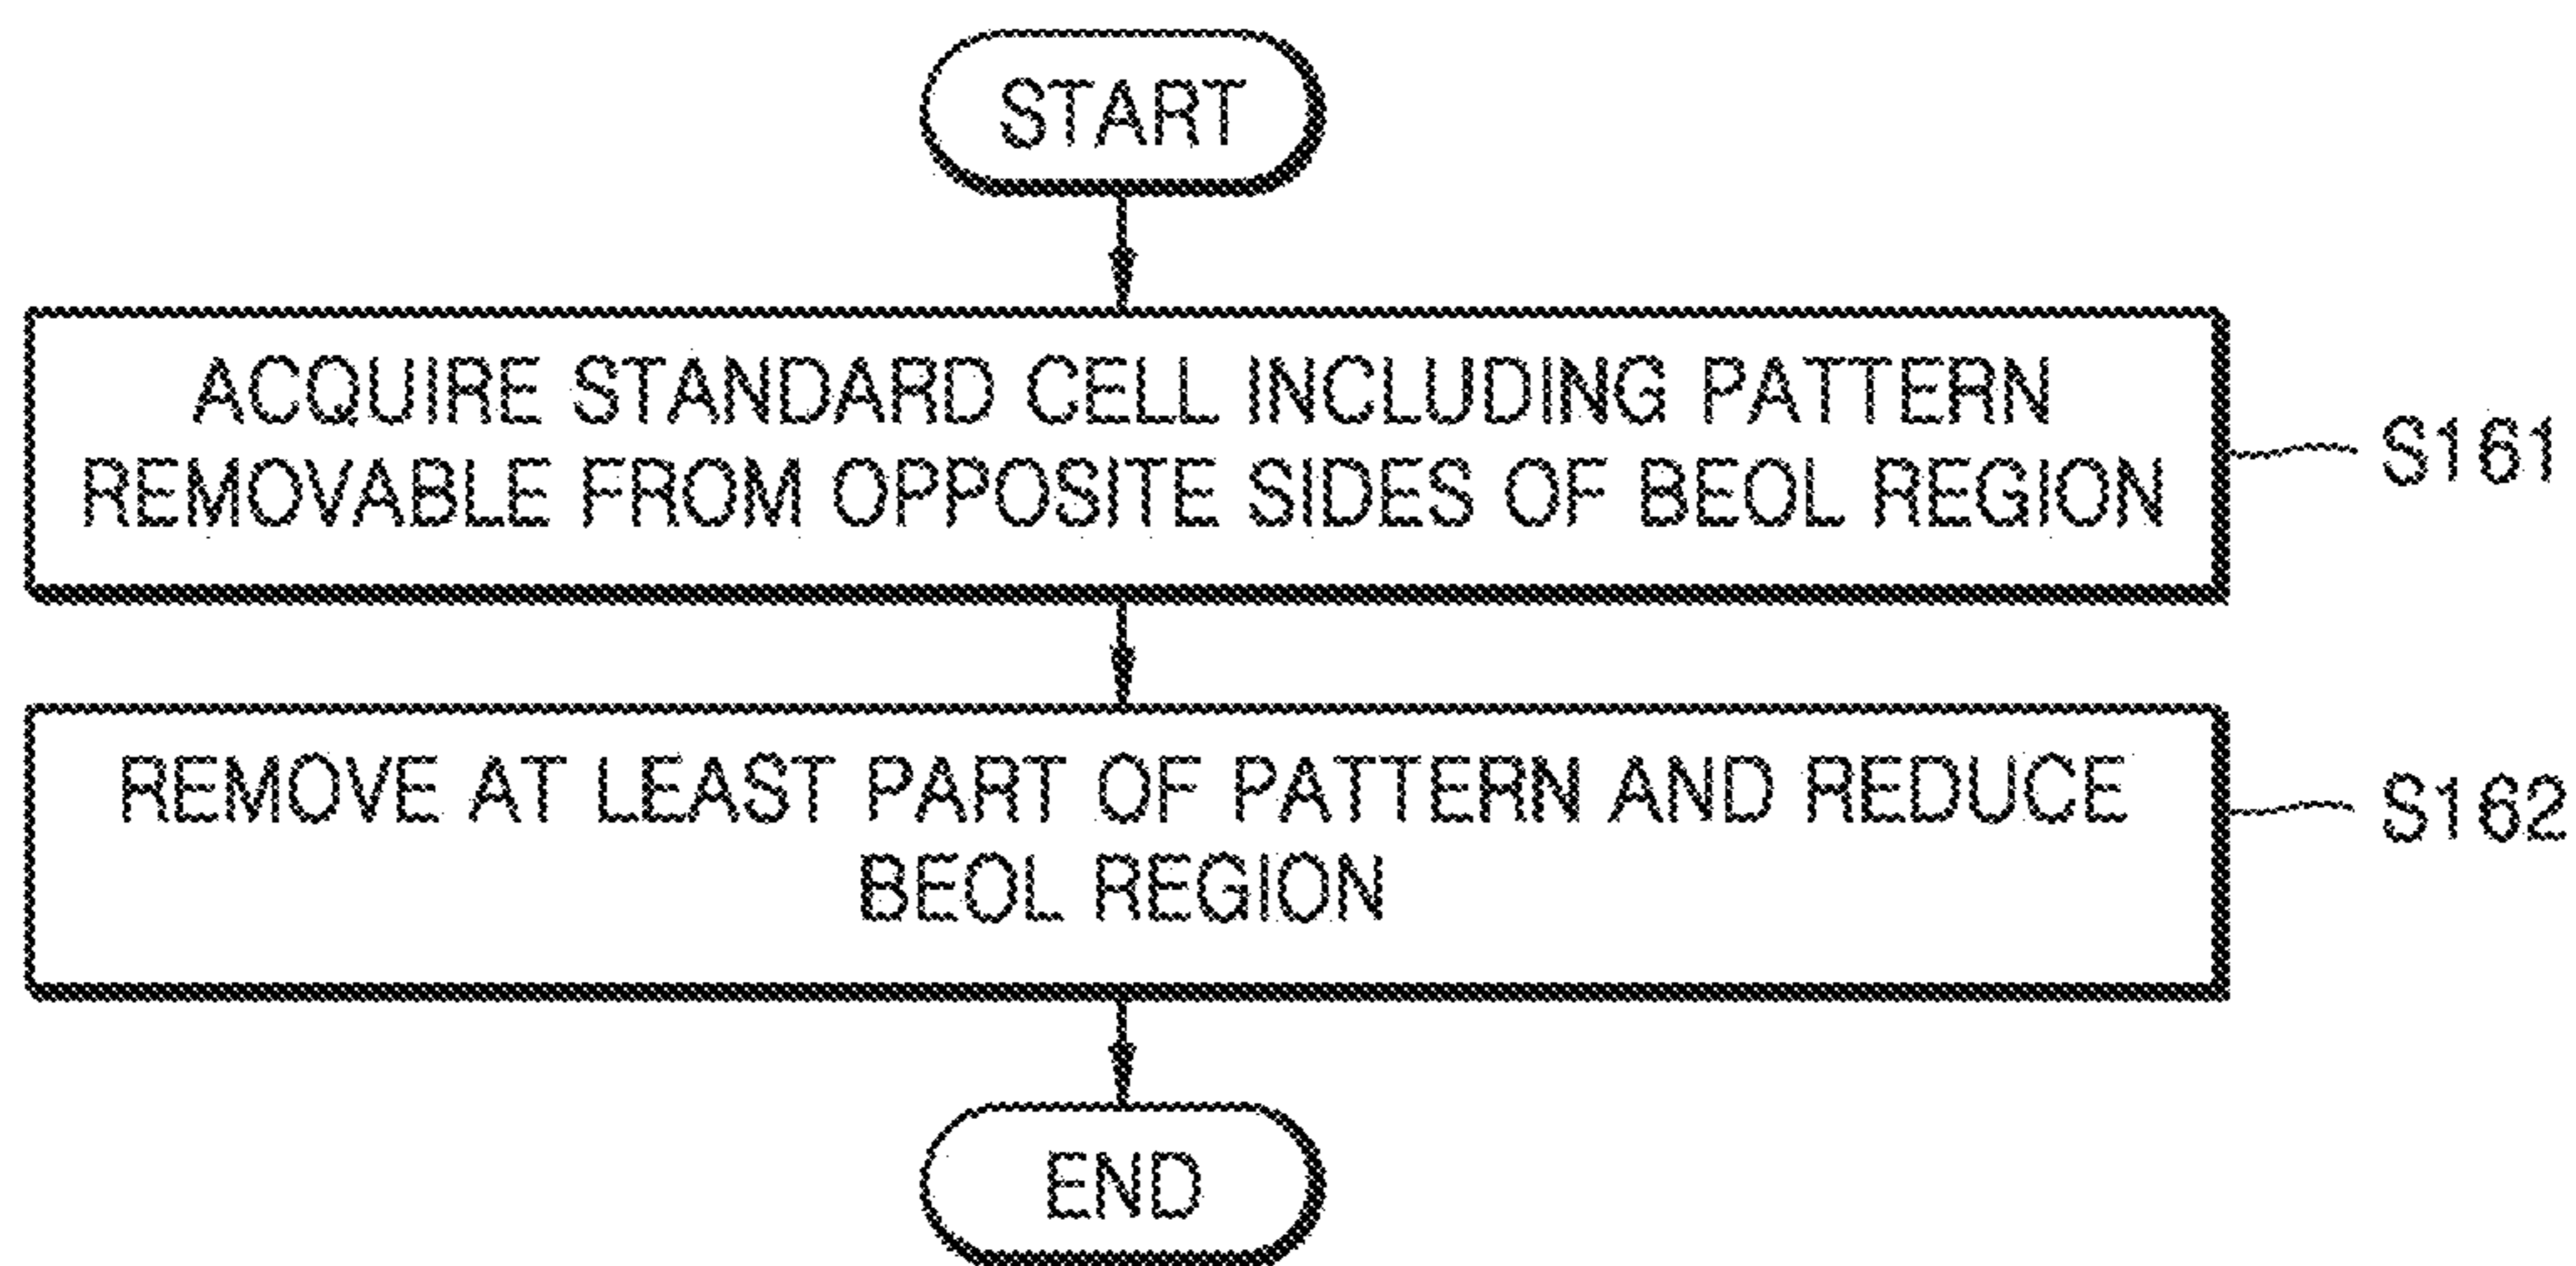 START
ACQUIRE STANDARD CELL INCLUDING PATTERN
REMOVABLE FROM OPPOSITE SIDES OF BEOL REGION
S161
REMOVE AT LEAST PART OF PATTERN AND REDUCE
BEOL REGION
S162
END